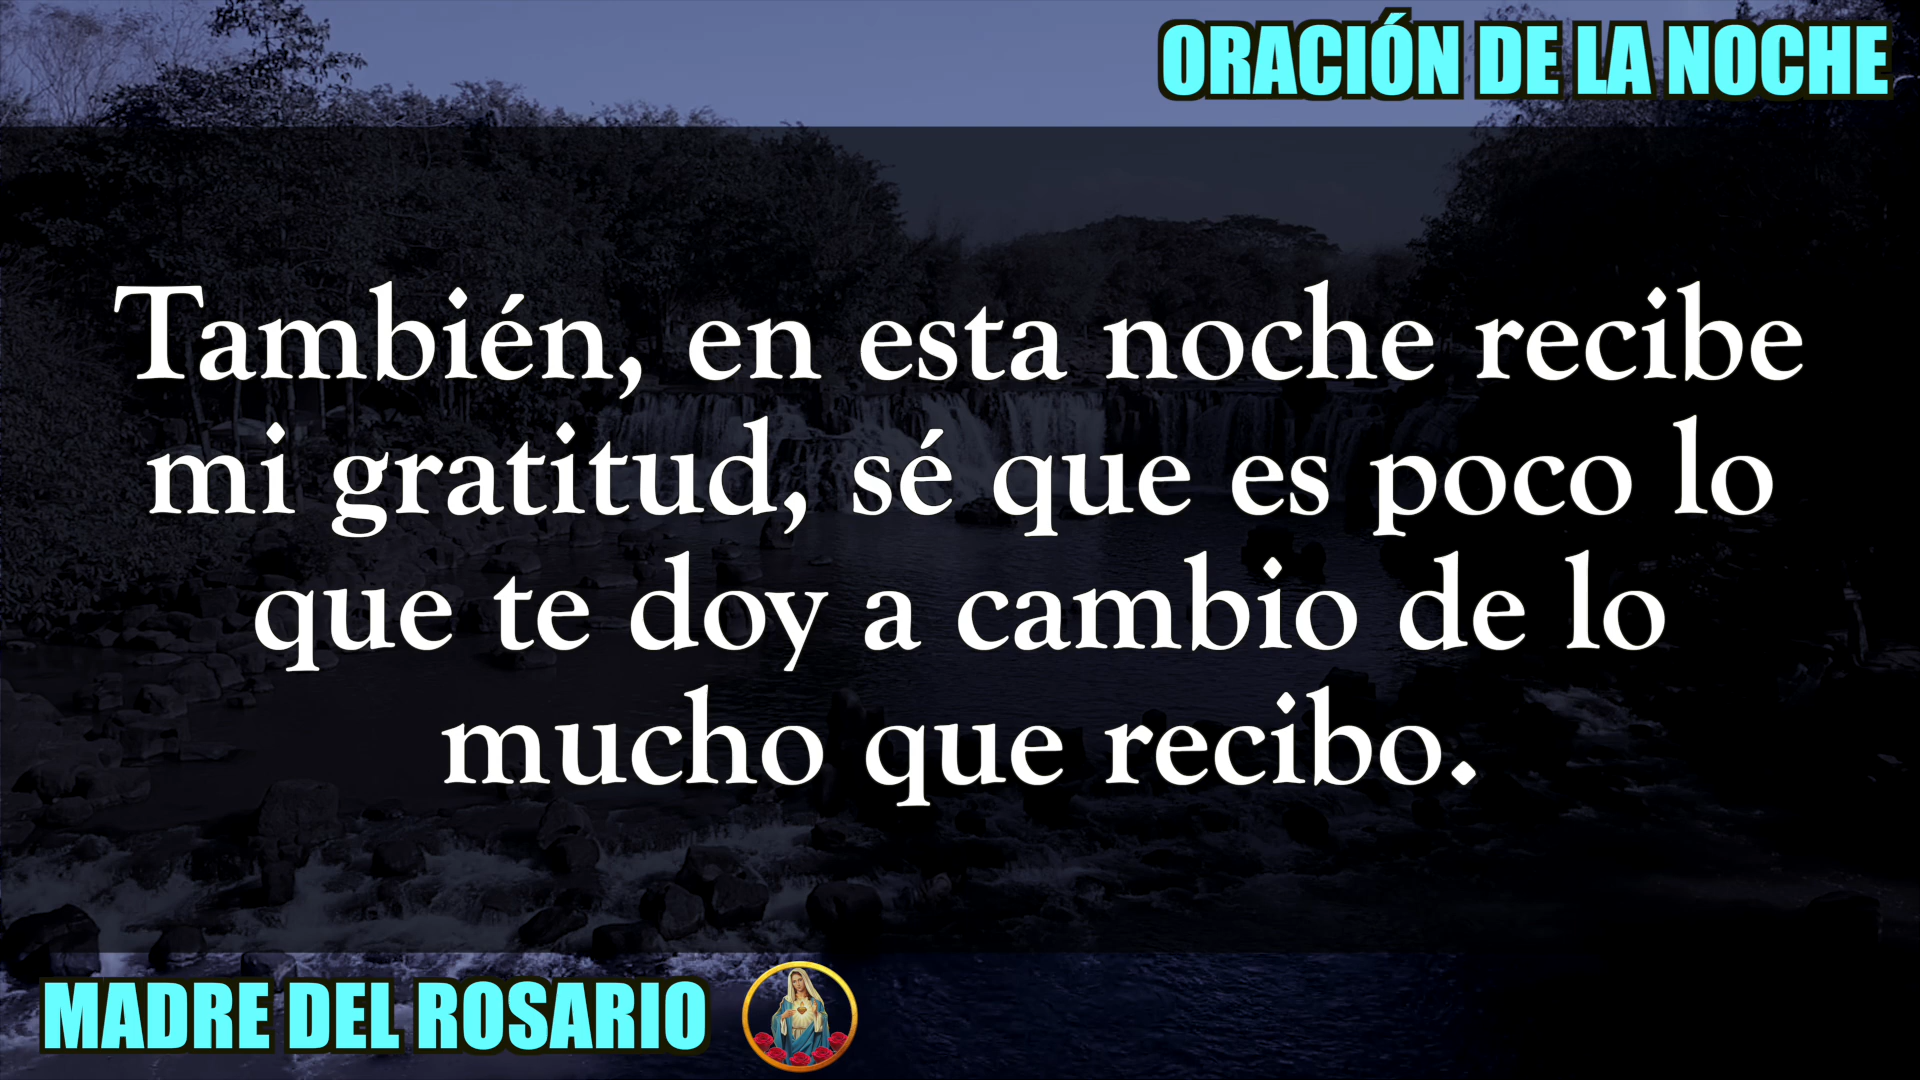 ORACIÓN DE LA NOCHE
También, en esta noche recibe
mi gratitud, sé que es poco lo
que te doy a cambio de lo
mucho que recibo.
MADRE DEL ROSARIO